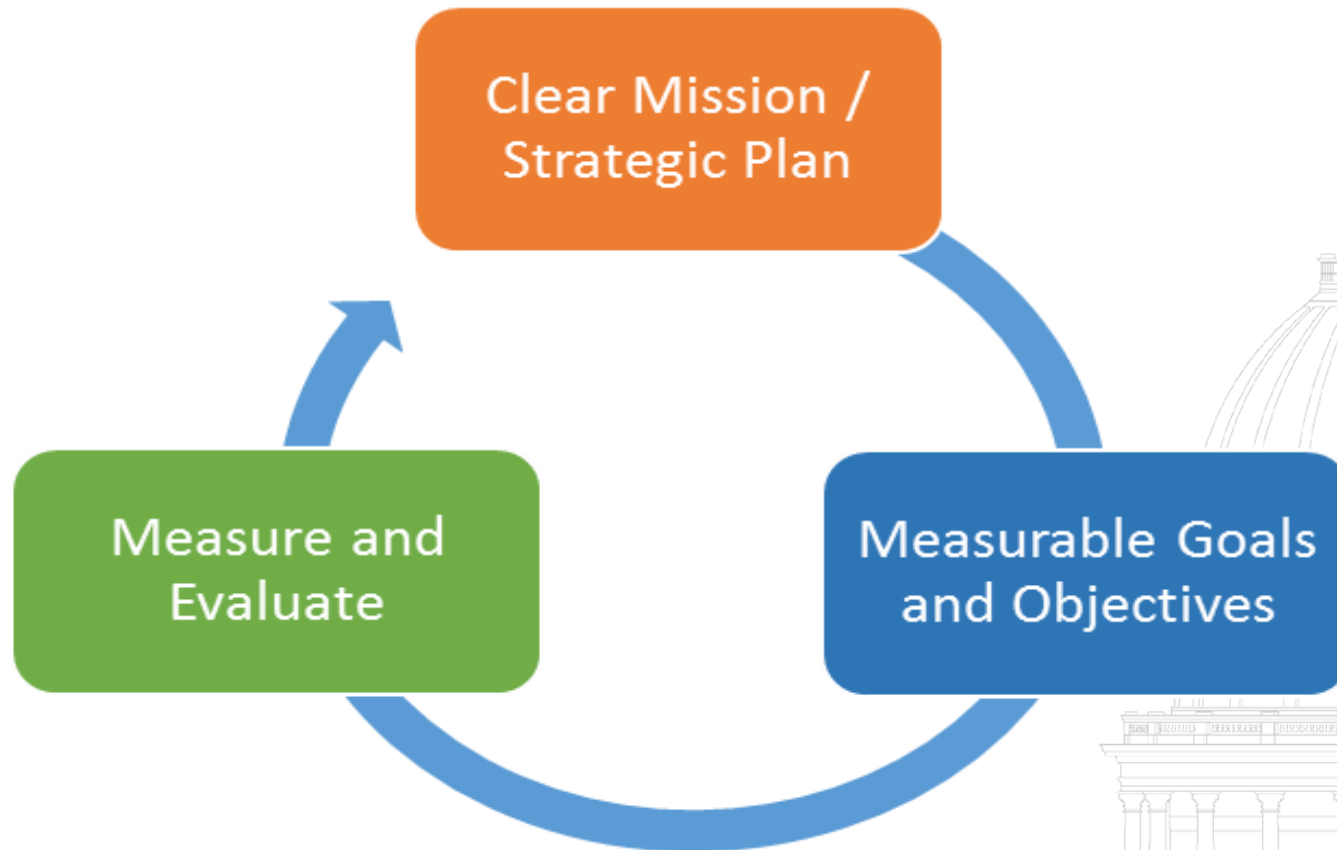 Clear Mission /
Strategic Plan
Measurable Goals
and Objectives
Measure and
Evaluate